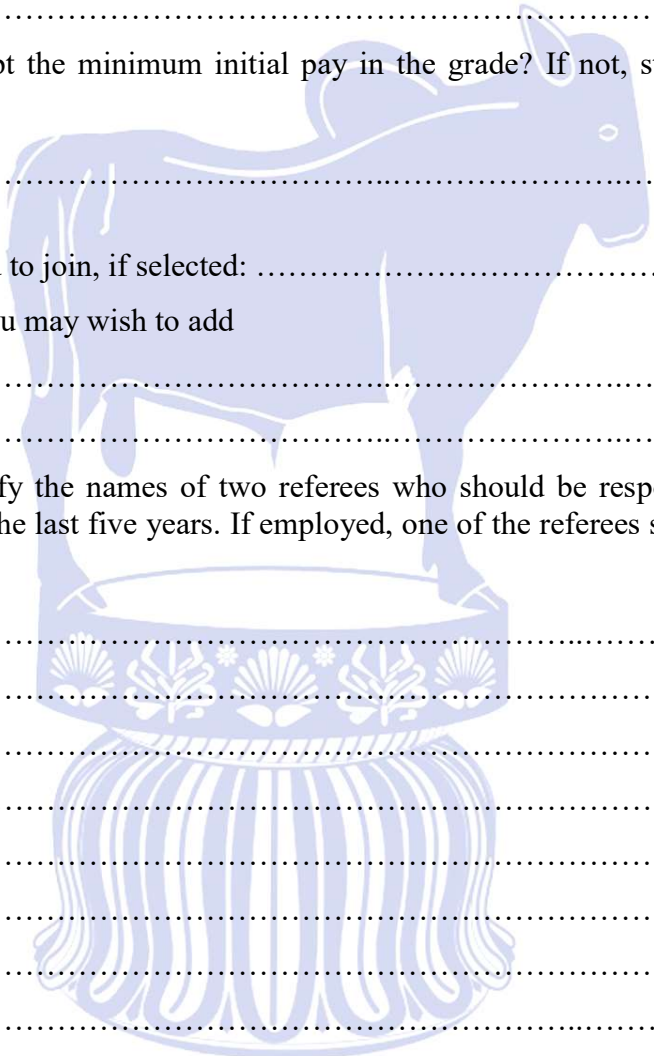 ……………………………………………………………
pt the minimum initial pay in the grade? If not, s
………………………………..…………………….…
to join, if selected: …………………………………
u may wish to add
………………………………..…………………….…
………………………………..…………………….…
fy the names of two referees who should be resp
he last five years. If employed, one of the referees s
…………………………………………………..……
……………………………………………………………
……………………………………………………………
……………………………………………………………
……………………………………………………………
……………………………………………………………
……………………………………………………………
…………………………………………………..……